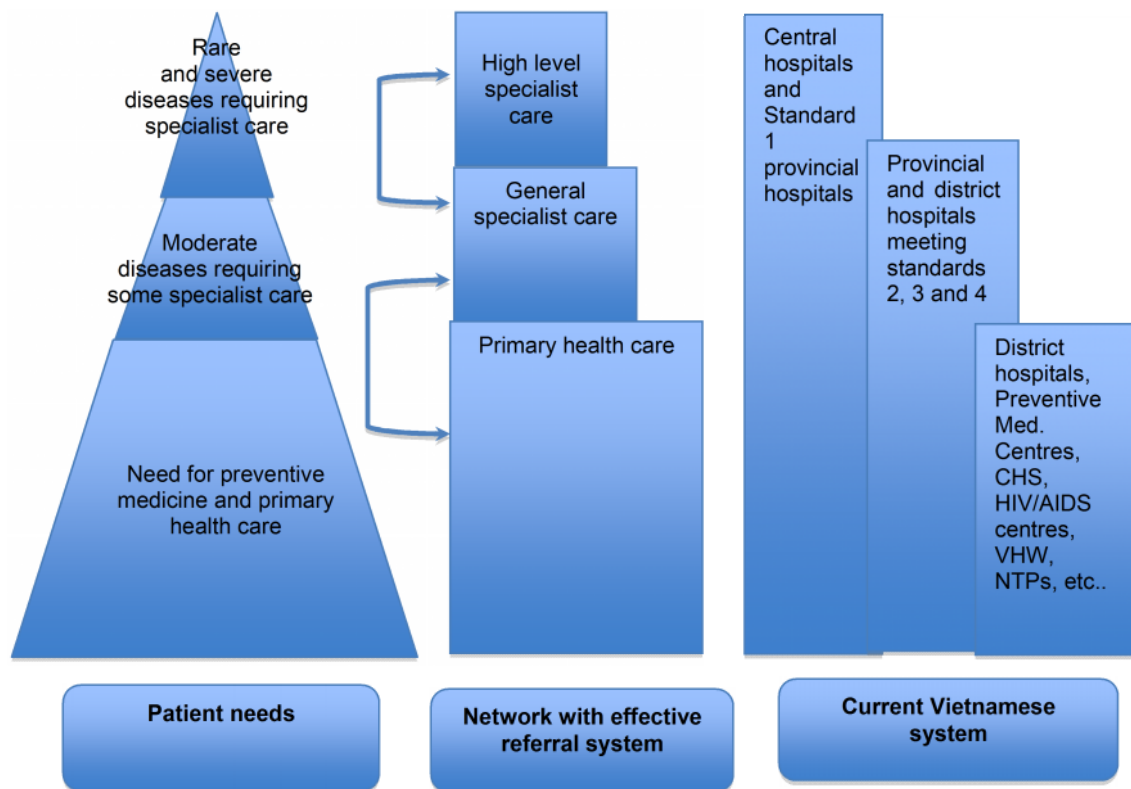 Rare
and severe
diseases requiring
specialist care
Moderate
diseases requiring
some specialist care
Need for preventive
medicine and primary
health care
High level
specialist
care
General
specialist care
Primary health care
Central
hospitals
and
Standard
1
provincial
hospitals
Provincial
and district
hospitals
meeting
standards
2, 3 and 4
District
hospitals,
Preventive
Med.
Centres,
CHS,
HIV/AIDS
centres,
VHW,
NTPs, etc..
Patient needs
Network with effective
referral system
Current Vietnamese
system